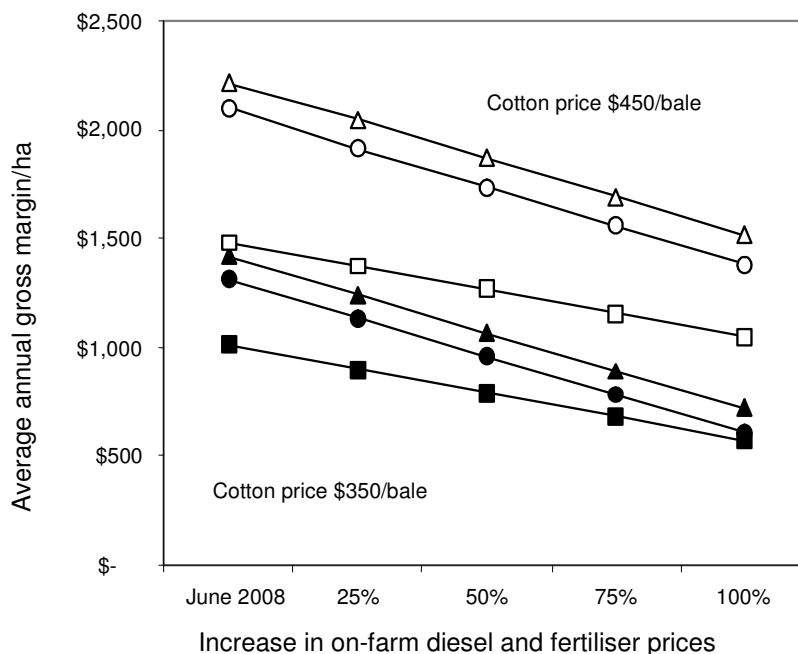 $2,500
$2,000
$1,500
$1,000
$500
$-
Average annual gross margin/ha
Cotton price $450/bale
Cotton price $350/bale
June 2008 25% 50% 75% 100%
Increase in on-farm diesel and fertiliser prices